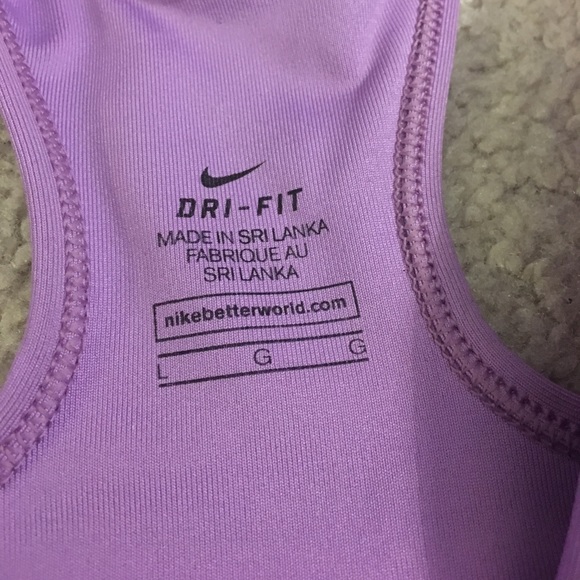 DRI-FIT
MADE IN SRI LANKA
FABRIQUE AU
SRI LANKA
nikebetterworld.com
L G G